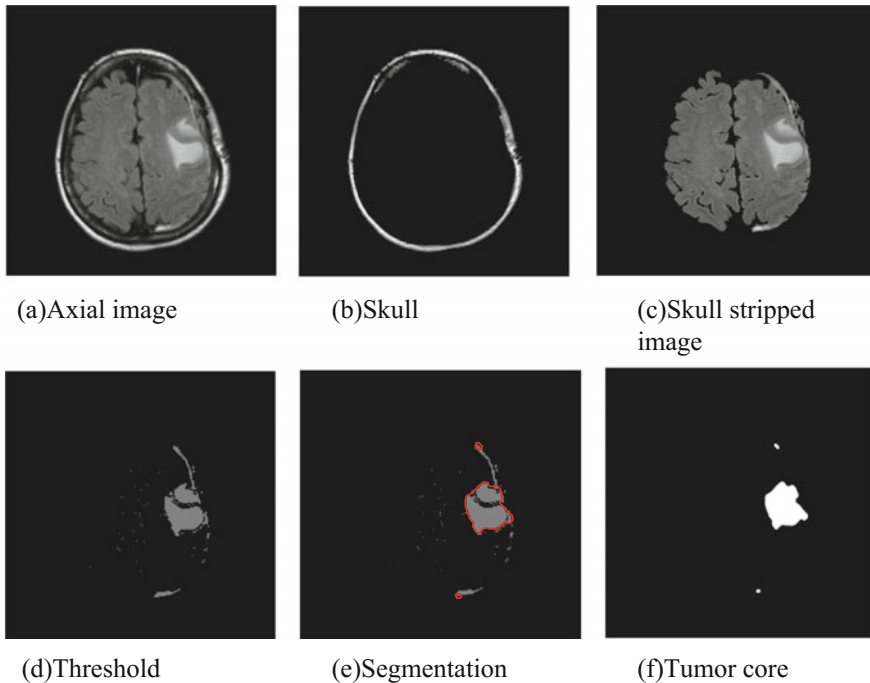 (a)Axial image
(b)Skull
(c)Skull stripped
image
(d)Threshold
(e)Segmentation
(f)Tumor core